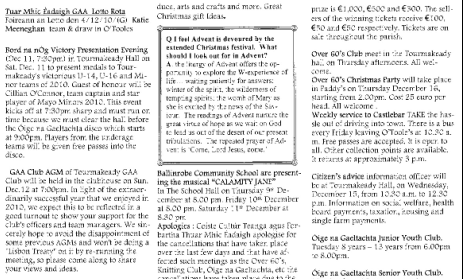 Tuar Mhic Éadaigh GAA Lotto Rota
Foireann an Lotto den 4/12/10 (G) Katie
Meeneghan team & draw in O'Tooles
Bord na nÓg Victory Presentation Evening
(Dec 11, 7:30pm) in Tourmakeady Hall on
Sat. Dec. 11 to present medals to Tour-
makeady's victorious U-14, U-16 and Mi-
nor teams of 2010. Guest of honour will be
Cillian O'Connor, team captain and star
player of Mayo Minors 2010. This event
kicks off at 7:30pm sharp and must run on
time because we must clear the hall before
the Óige na Gaeltachta disco which starts
at 9:00pm. Players from the underage
teams will be given free passes into the
disco.
GAA Club AGM of Tourmakeady GAA
Club will be held in the clubhouse on Sun.
Dec.12 at 7:00pm. In light of the extraor-
dinarily successful year that we enjoyed in
2010, we expect this to be reflected in a
good turnout to show your support for the
club's officers and team managers. We sin-
cerely hope to avoid the disappointment of
some previous AGMs and won't be doing a
'Lisbon Treaty' on it by re-running the
meeting, so please come along to share
your views and ideas.
duce, arts and crafts and more. Great
Christmas gift ideas.
Q I feel Advent is devoured by the
extended Christmas Festival. What
should I look out for in Advent?
A the liturgy of Advent offers the op-
portunity to explore the W-experience of
life: waiting patiently for answers;
winter of the spirit, the wilderness of
tempting spirits; the womb of Mary as
she is excited by the news of the Sav-
iour. The readings of Advent nurture the
great virtue of hope as we wait on God
to lead us out of the desert of our present
tribulations. The repeated prayer of Ad-
vent is 'Come, Lord Jesus, come.'
Ballinrobe Community School are present-
ing the musical "CALAMITY JANE"
in The School Hall on Thursday 9th De-
cember at 8.00 pm. Friday 10th December
at 8.00 pm. Saturday 11th December at
8.30 pm.
Apologies : Coiste Cultúr Teanga agus Forbartha
Thuar Mhic Éadaigh apologise for
the cancellations that have taken place
over the last few days and that have af-
fected such meetings as the Over 60's,
Knitting Club, Óige na Gaeltachta, etc the
prize is €1,000, €500 and €300. The sell-
ers of the winning tickets receive €100,
€50 and €50 respectively. Tickets are on
sale throughout the parish.
Over 60's Club meet in the Tourmakeady
hall on Thursday afternoons. All wel-
come.
Over 60's Christmas Party will take place
in Paddy's on Thursday December 16,
starting from 2.00pm. Cost 25 euro per
head. All welcome.
Weekly service to Castlebar TAKE the has-
sle out of driving into town. There is a bus
every Friday leaving O'Toole's at 10.30 a.
m. Free passes are accepted. It is open to
all. Other collection points are available.
It returns at approximately 3 p.m.
Citizen's advice information officer will
be at Tourmakeady Hall, on Wednesday,
December 15, from 10.30 a.m. to 12.30
p.m. Information on social welfare, health
board payments, taxation, housing and
single farm payments.
Óige na Gaeltachta Junior Youth Club.
Tuesday 8 years – 13 years from 6.00pm
to 8.00pm.
Óige na Gaeltachta Senior Youth Club.